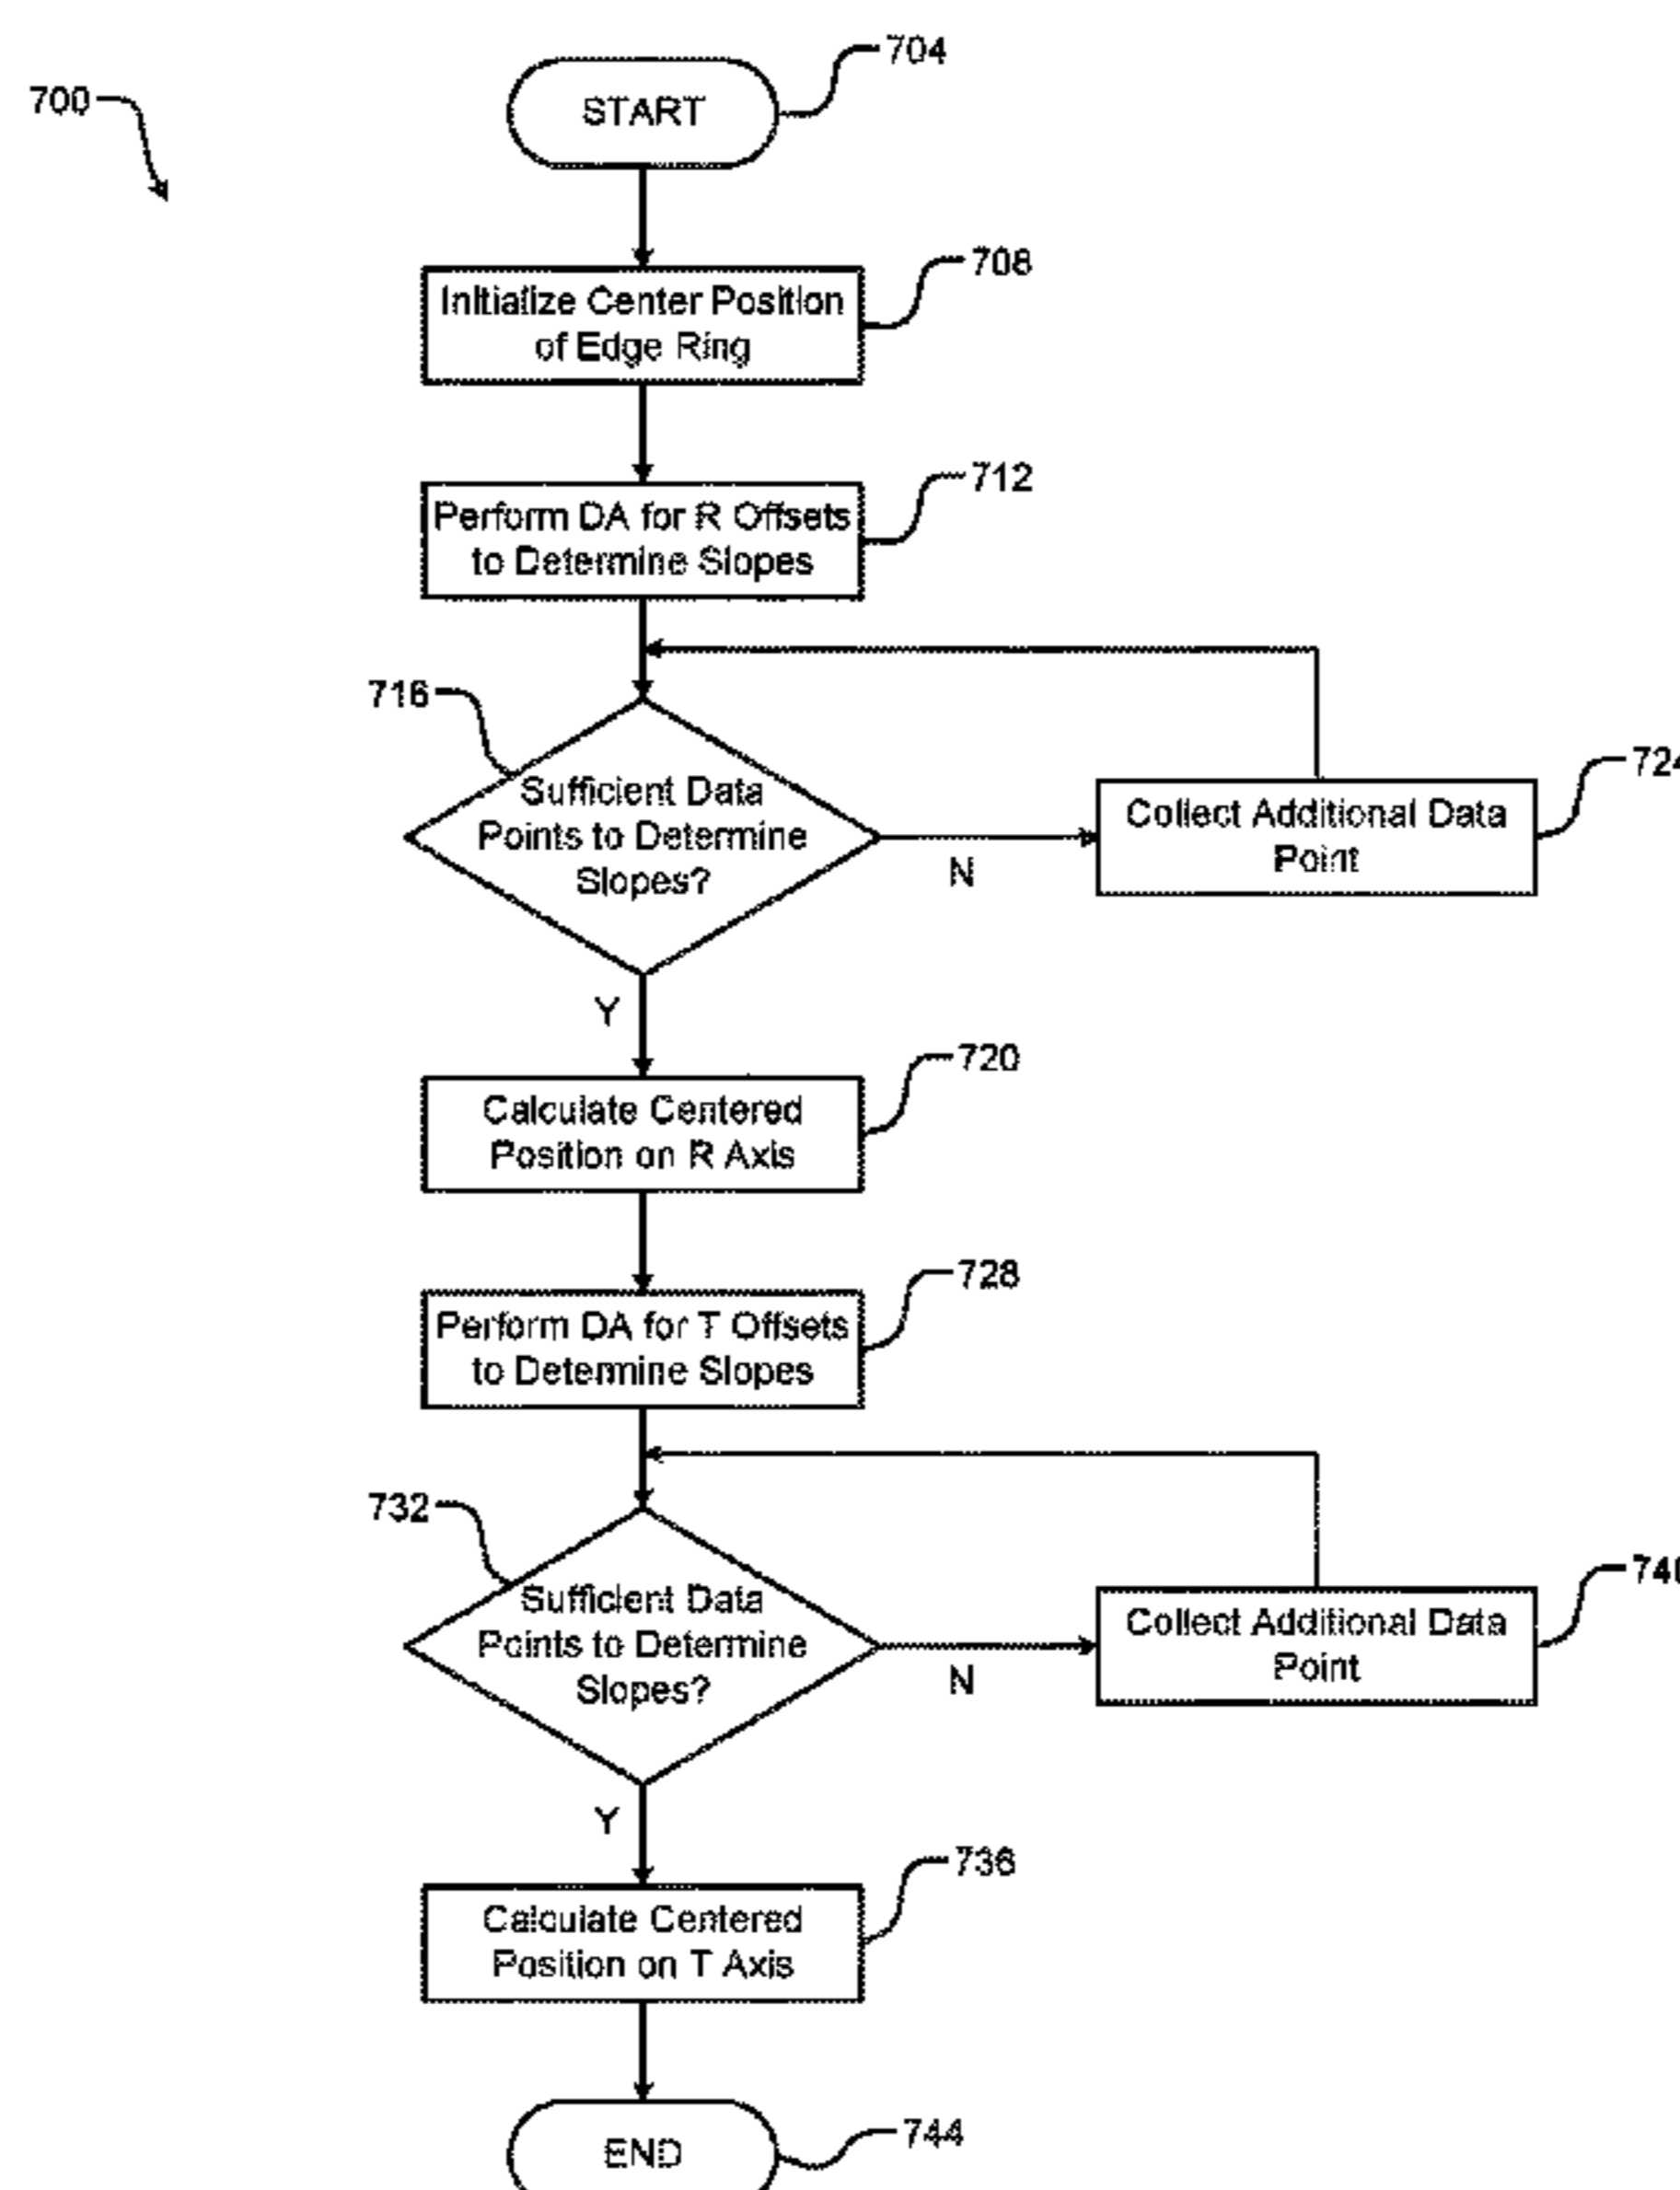 700
704
START
708
Initialize Center Position
of Edge Ring
712
Perform DA for R Offsets
to Determine Slopes
716
Sufficient Data
Points to Determine
Slopes?
N
Collect Additional Data
Point
Y
720
Calculate Centered
Position on R Axis
728
Perform DA for T Offsets
to Determine Slopes
732
Sufficient Data
Points to Determine
Slopes?
N
Collect Additional Data
Point
Y
736
Calculate Centered
Position on T Axis
END
744